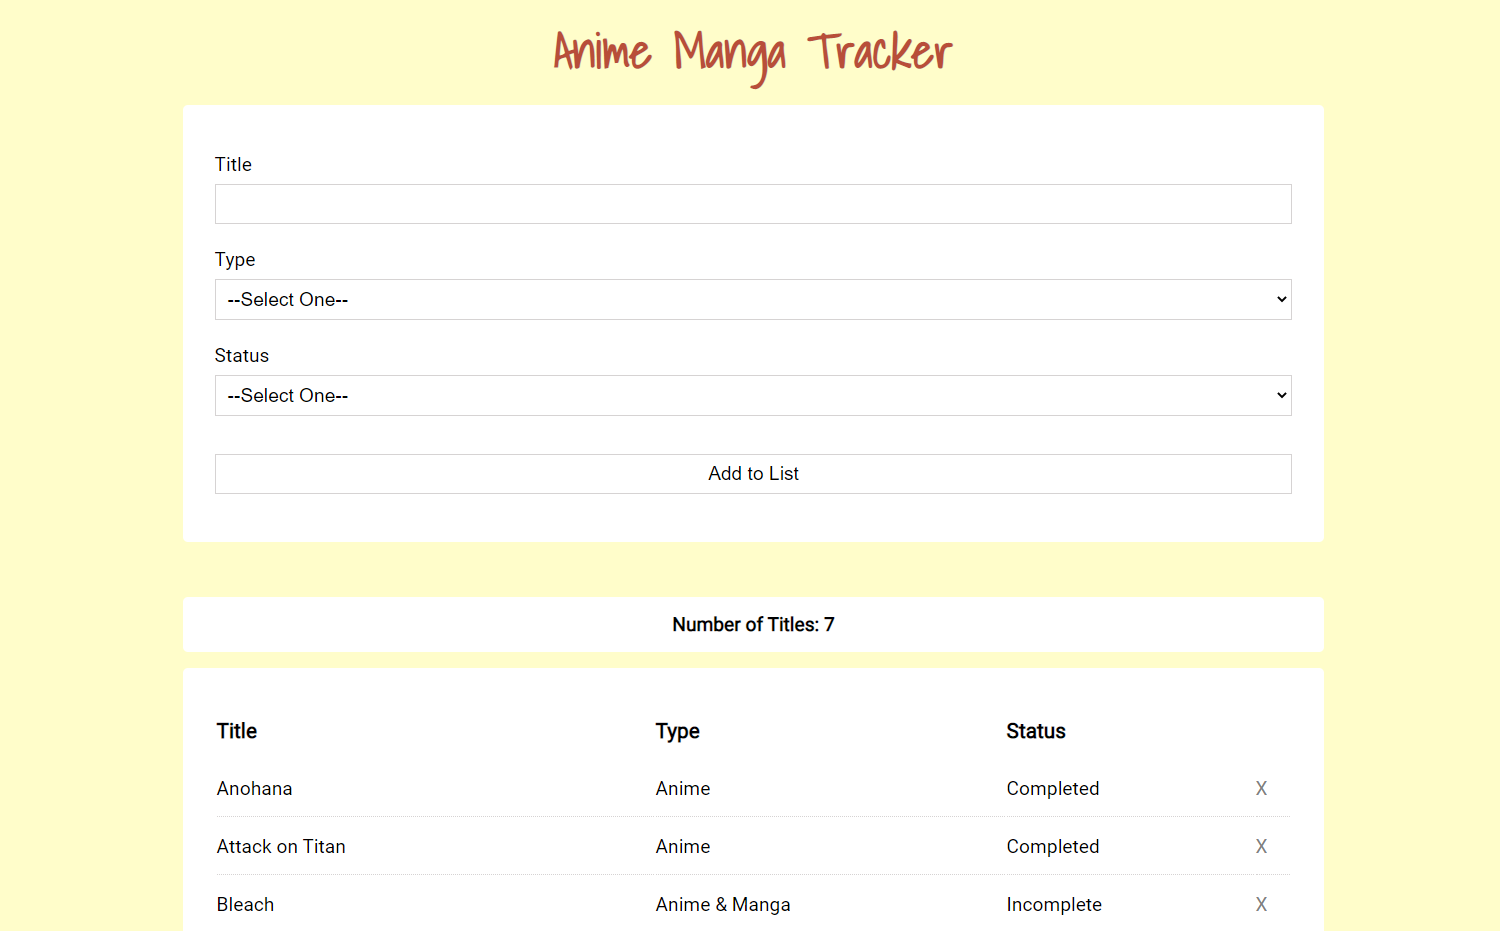 Anime Manga Tracker
Title
Type
--Select One--
Status
--Select One--
Add to List
Number of Titles: 7
Title Type Status
Anohana Anime Completed X
Attack on Titan Anime Completed X
Bleach Anime & Manga Incomplete X